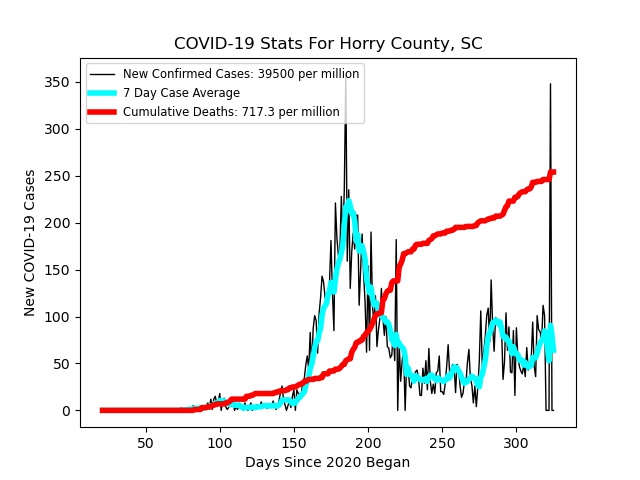 COVID-19 Stats For Horry County, SC
New Confirmed Cases: 39500 per million
7 Day Case Average
Cumulative Deaths: 717.3 per million
New COVID-19 Cases
350
300
250
200
150
100
50
0
50
100
150
200
250
300
Days Since 2020 Began